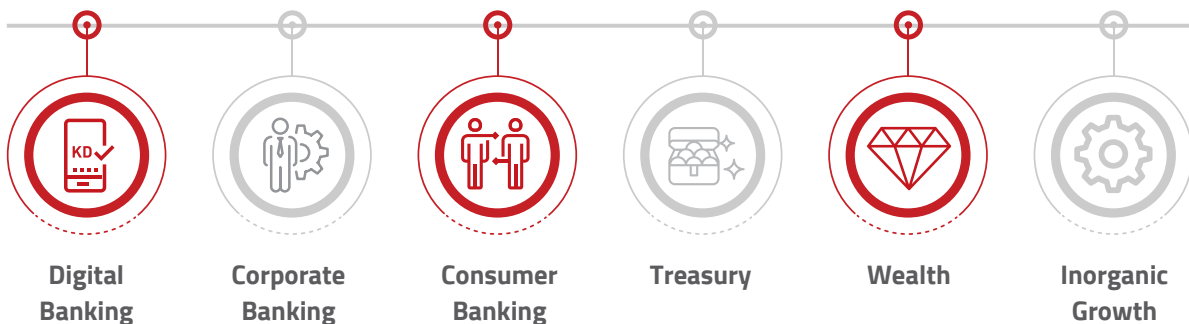 KD
Digital
Banking
Corporate
Banking
Consumer
Banking
Treasury
Wealth
Inorganic
Growth